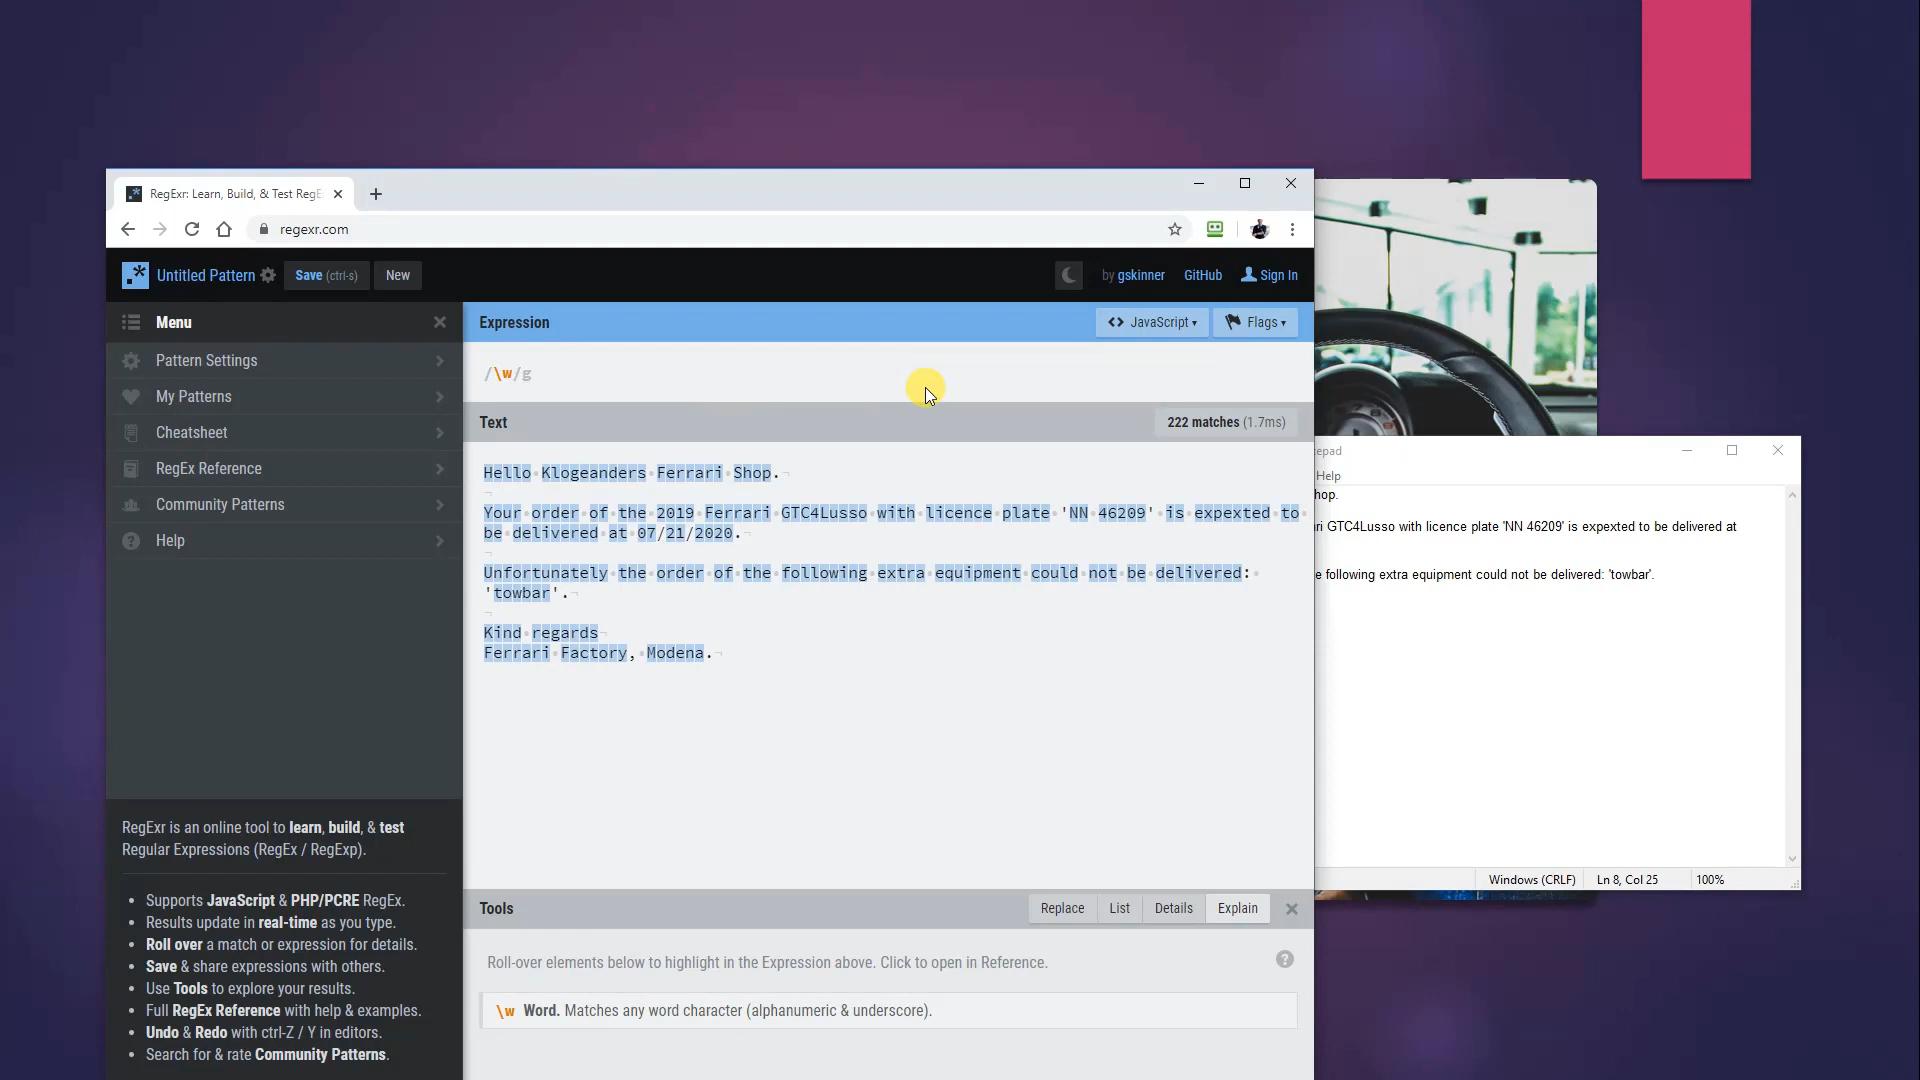 RegExr: Learn, Build, & Test RegE
regexr.com
Untitled Pattern
Save (ctrl-s)
New
by gskinner
GitHub
Sign In
Menu
Pattern Settings
My Patterns
Cheatsheet
RegEx Reference
Community Patterns
Help
RegExr is an online tool to learn, build, & test
Regular Expressions (RegEx / RegExp).
• Supports JavaScript & PHP/PCRE RegEx.
• Results update in real-time as you type.
• Roll over a match or expression for details.
• Save & share expressions with others.
• Use Tools to explore your results.
• Full RegEx Reference with help & examples.
• Undo & Redo with ctrl-Z / Y in editors.
• Search for & rate Community Patterns.
Expression
<> JavaScript
Flags
/\w/g
Text
222 matches (1.7ms)
Hello Klogeanders Ferrari Shop.
Your order of the 2019 Ferrari GTC4Lusso with licence plate 'NN 46209' is expexted to
be delivered at 07/21/2020.
Unfortunately the order of the following extra equipment could not be delivered:
'towbar'.
Kind regards
Ferrari Factory, Modena.
Tools
Replace
List
Details
Explain
Roll-over elements below to highlight in the Expression above. Click to open in Reference.
\w Word. Matches any word character (alphanumeric & underscore).
epad
Help
hop.
ri GTC4Lusso with licence plate 'NN 46209' is expexted to be delivered at
e following extra equipment could not be delivered: 'towbar'.
Windows (CRLF)
Ln 8, Col 25
100%